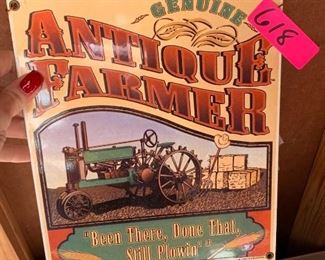 GENUINE
618
ANTIQUE
FARMER
"Been There, Done That,
Still Plowin'"